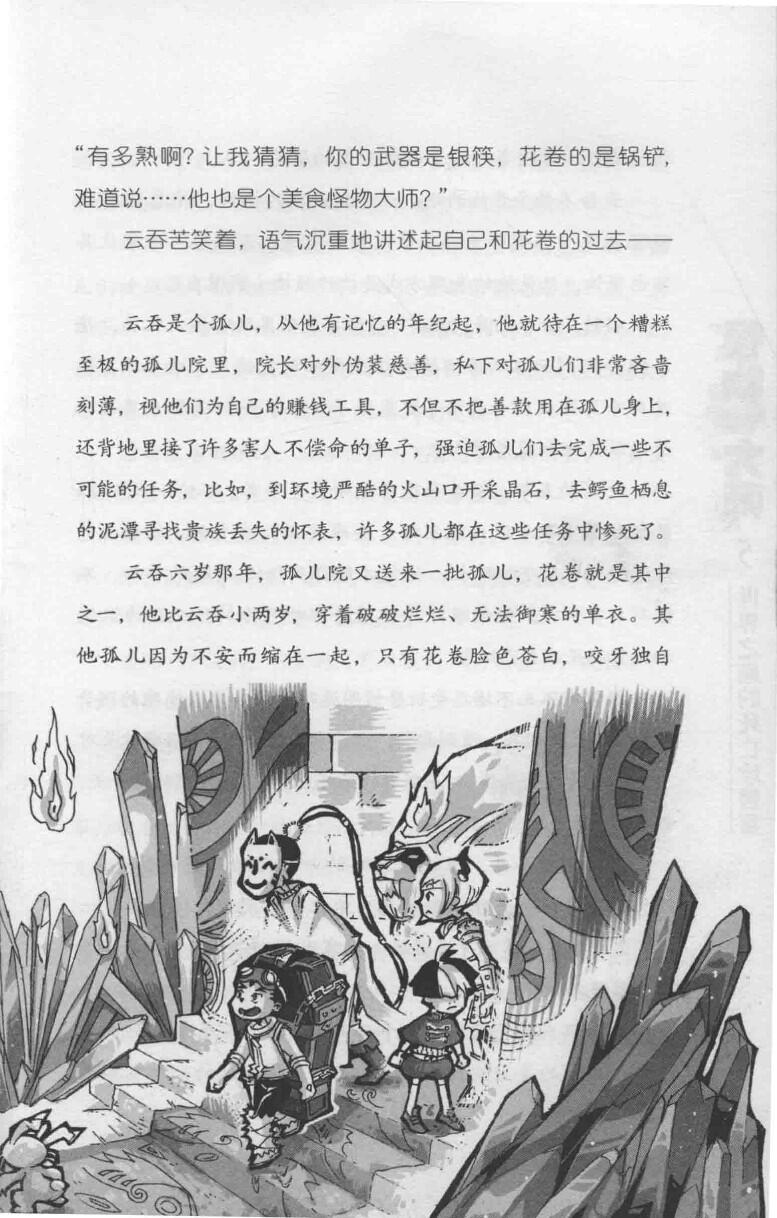 “有多熟啊？让我猜猜，你的武器是银筷，花卷的是锅铲，
难道说……他也是个美食怪物大师？”
云吞苦笑着，语气沉重地讲述起自己和花卷的过去——
云吞是个孤儿，从他有记忆的年纪起，他就待在一个糟糕
至极的孤儿院里，院长对外伪装慈善，私下对孤儿们非常吝啬
刻薄，视他们为自己的赚钱工具，不但不把善款用在孤儿身上，
还背地里接了许多害人不偿命的单子，强迫孤儿们去完成一些不
可能的任务，比如，到环境严酷的火山口开采晶石，去鳄鱼栖息
的泥潭寻找贵族丢失的怀表，许多孤儿都在这些任务中惨死了。
云吞六岁那年，孤儿院又送来一批孤儿，花卷就是其中
之一，他比云吞小两岁，穿着破破烂烂、无法御寒的单衣。其
他孤儿因为不安而缩在一起，只有花卷脸色苍白，咬牙独自